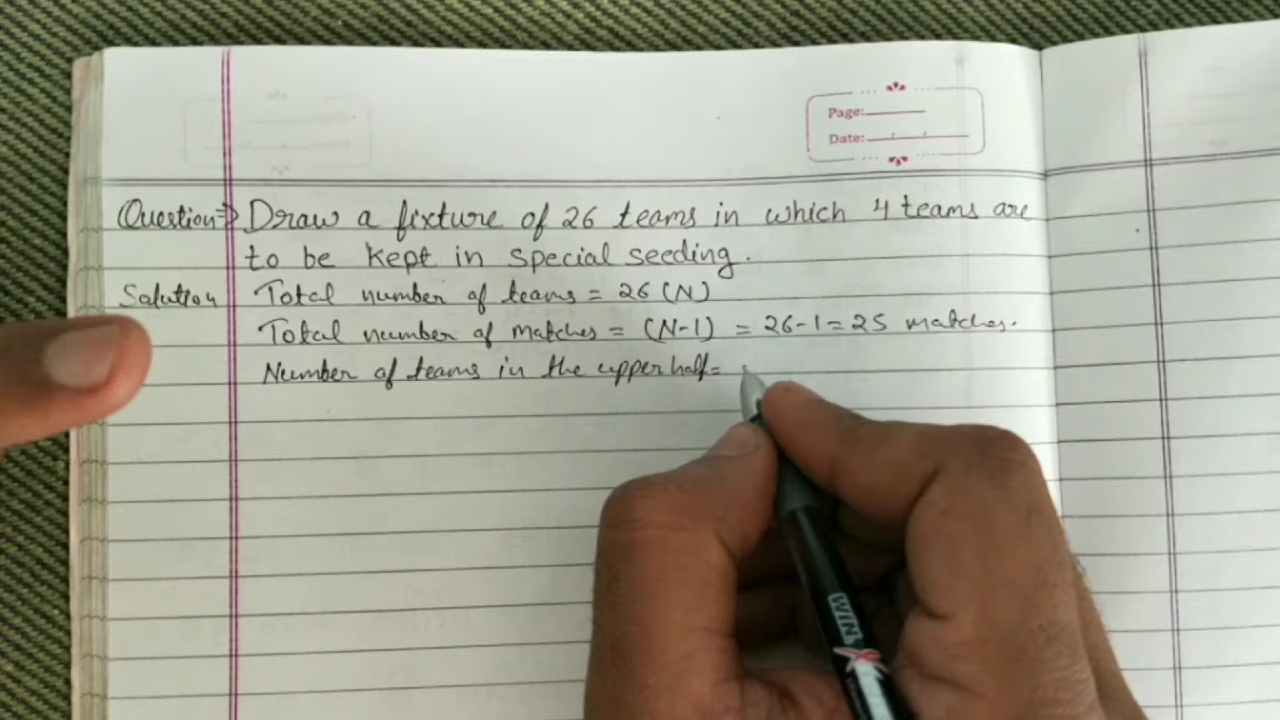 Page:
Date:
Question⇒ Draw a fixture of 26 teams in which 4 teams are
to be kept in special seeding.
Solution Total number of teams = 26 (N)
Total number of matches = (N-1) = 26-1=25 matches.
Number of teams in the upper half=
WIN